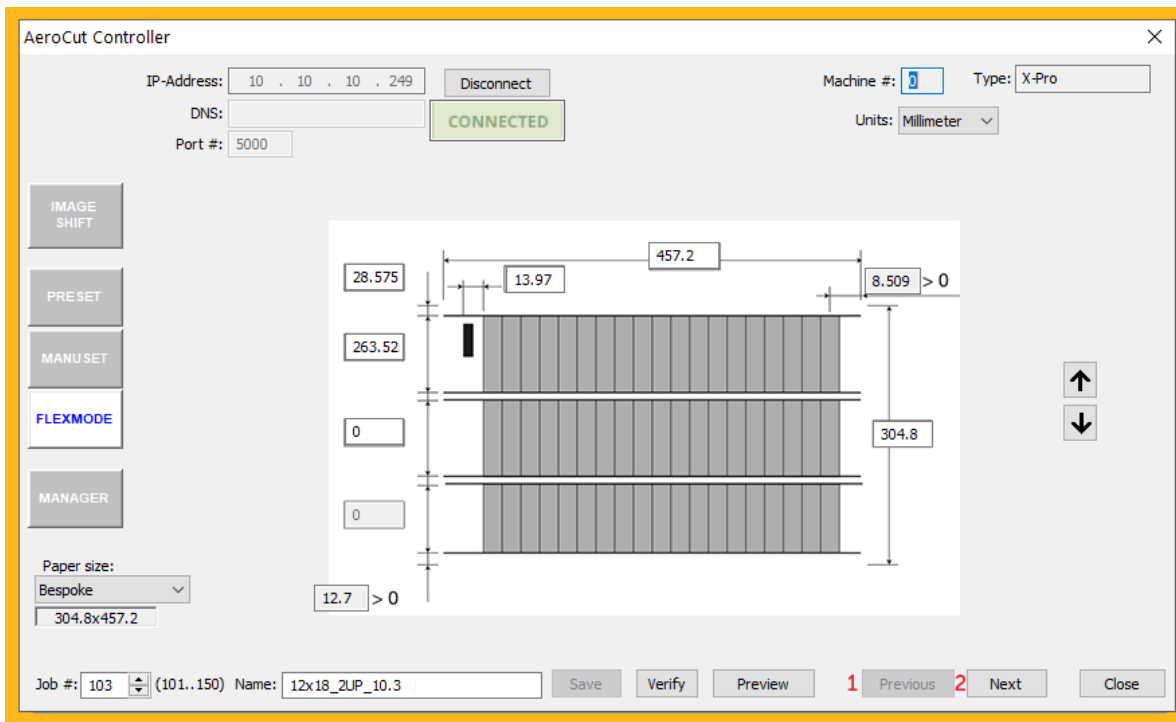 AeroCut Controller
IP-Address: 10 . 10 . 10 . 249 Disconnect Machine #: 0 Type: X-Pro
DNS: CONNECTED Units: Millimeter
Port #: 5000
IMAGE
SHIFT
PRESET
MANUSET
FLEXMODE
MANAGER
457.2
28.575 13.97 8.509 > 0
263.52
0 304.8
0
12.7 > 0
Paper size:
Bespoke
304.8x457.2
Job #: 103 (101..150) Name: 12x18_2UP_10.3 Save Verify Preview 1 Previous 2 Next Close